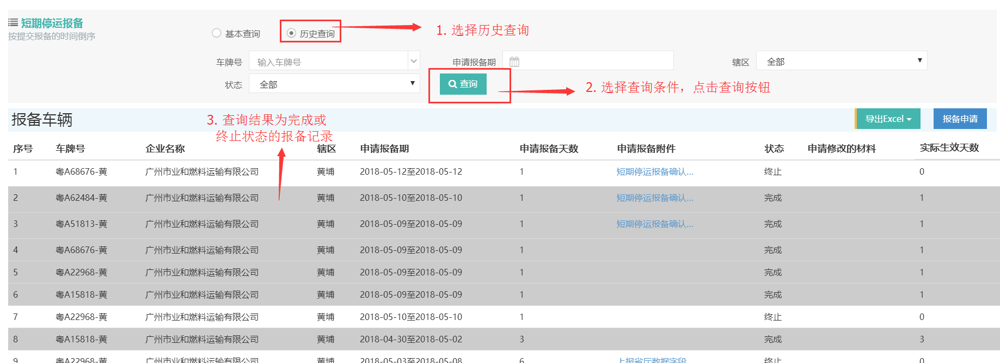 短期停运报备
按提交报备的时间倒序
基本查询 历史查询 1. 选择历史查询
车牌号 输入车牌号 申请报备期 辖区 全部
状态 全部 查询 2. 选择查询条件，点击查询按钮
报备车辆 3. 查询结果为完成或 导出Excel 报备申请
终止状态的报备记录
序号 车牌号 企业名称 辖区 申请报备期 申请报备天数 申请报备附件 状态 申请修改的材料 实际生效天数
1 粤A68676-黄 广州市业和燃料运输有限公司 黄埔 2018-05-12至2018-05-12 1 短期停运报备确认... 终止 0
2 粤A62484-黄 广州市业和燃料运输有限公司 黄埔 2018-05-10至2018-05-10 1 短期停运报备确认... 完成 1
3 粤A51813-黄 广州市业和燃料运输有限公司 黄埔 2018-05-09至2018-05-09 1 短期停运报备确认... 完成 1
4 粤A68676-黄 广州市业和燃料运输有限公司 黄埔 2018-05-09至2018-05-09 1 完成 1
5 粤A22968-黄 广州市业和燃料运输有限公司 黄埔 2018-05-09至2018-05-09 1 完成 1
6 粤A15818-黄 广州市业和燃料运输有限公司 黄埔 2018-05-09至2018-05-09 1 完成 1
7 粤A22968-黄 广州市业和燃料运输有限公司 黄埔 2018-05-10至2018-05-10 1 终止 0
8 粤A15818-黄 广州市业和燃料运输有限公司 黄埔 2018-04-30至2018-05-02 3 完成 3
9 粤A22968-黄 广州市业和燃料运输有限公司 黄埔 2018-05-03至2018-05-08 6 上报省厅数据字段 终止 0